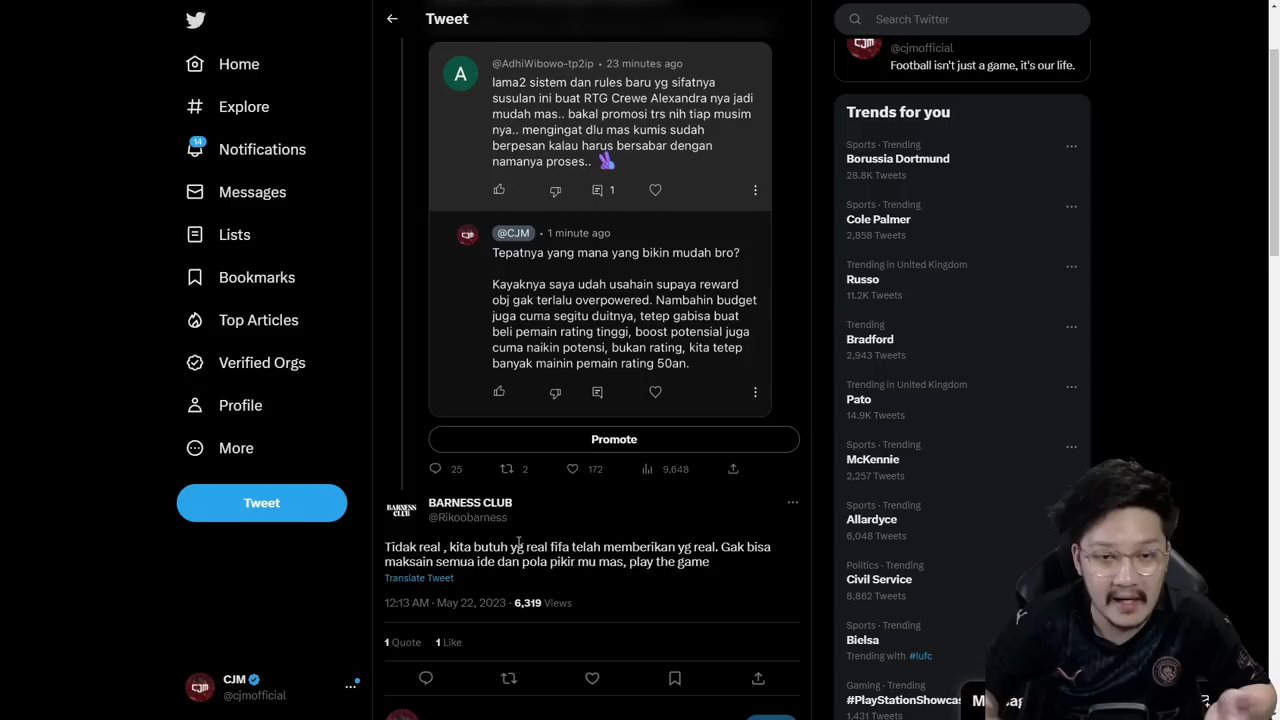 Home
Explore
14
Notifications
Messages
Lists
Bookmarks
Top Articles
Verified Orgs
Profile
More
Tweet
CJM
@cjmofficial
Tweet
A
@AdhiWibowo-tp2ip • 23 minutes ago
lama2 sistem dan rules baru yg sifatnya
susulan ini buat RTG Crewe Alexandra nya jadi
mudah mas.. bakal promosi trs nih tiap musim
nya.. mengingat dlu mas kumis sudah
berpesan kalau harus bersabar dengan
namanya proses..
1
CJM
@CJM • 1 minute ago
Tepatnya yang mana yang bikin mudah bro?
Kayaknya saya udah usahain supaya reward
obj gak terlalu overpowered. Nambahin budget
juga cuma segitu duitnya, tetep gabisa buat
beli pemain rating tinggi, boost potensial juga
cuma naikin potensi, bukan rating, kita tetep
banyak mainin pemain rating 50an.
Promote
25 2 172 9,648
BARNESS CLUB
BARNESS CLUB
@Rikoobarness
Tidak real , kita butuh yg real fifa telah memberikan yg real. Gak bisa
maksain semua ide dan pola pikir mu mas, play the game
Translate Tweet
12:13 AM · May 22, 2023 · 6,319 Views
1 Quote 1 Like
Search Twitter
CJM
@cjmofficial
Football isn't just a game, it's our life.
Trends for you
Sports · Trending
Borussia Dortmund
28.8K Tweets
Sports · Trending
Cole Palmer
2,858 Tweets
Trending in United Kingdom
Russo
11.2K Tweets
Trending
Bradford
2,943 Tweets
Trending in United Kingdom
Pato
14.9K Tweets
Sports · Trending
McKennie
2,257 Tweets
Sports · Trending
Allardyce
6,048 Tweets
Politics · Trending
Civil Service
8,862 Tweets
Sports · Trending
Bielsa
Trending with #lufc
Gaming · Trending
#PlayStationShowcas
1,431 Tweets